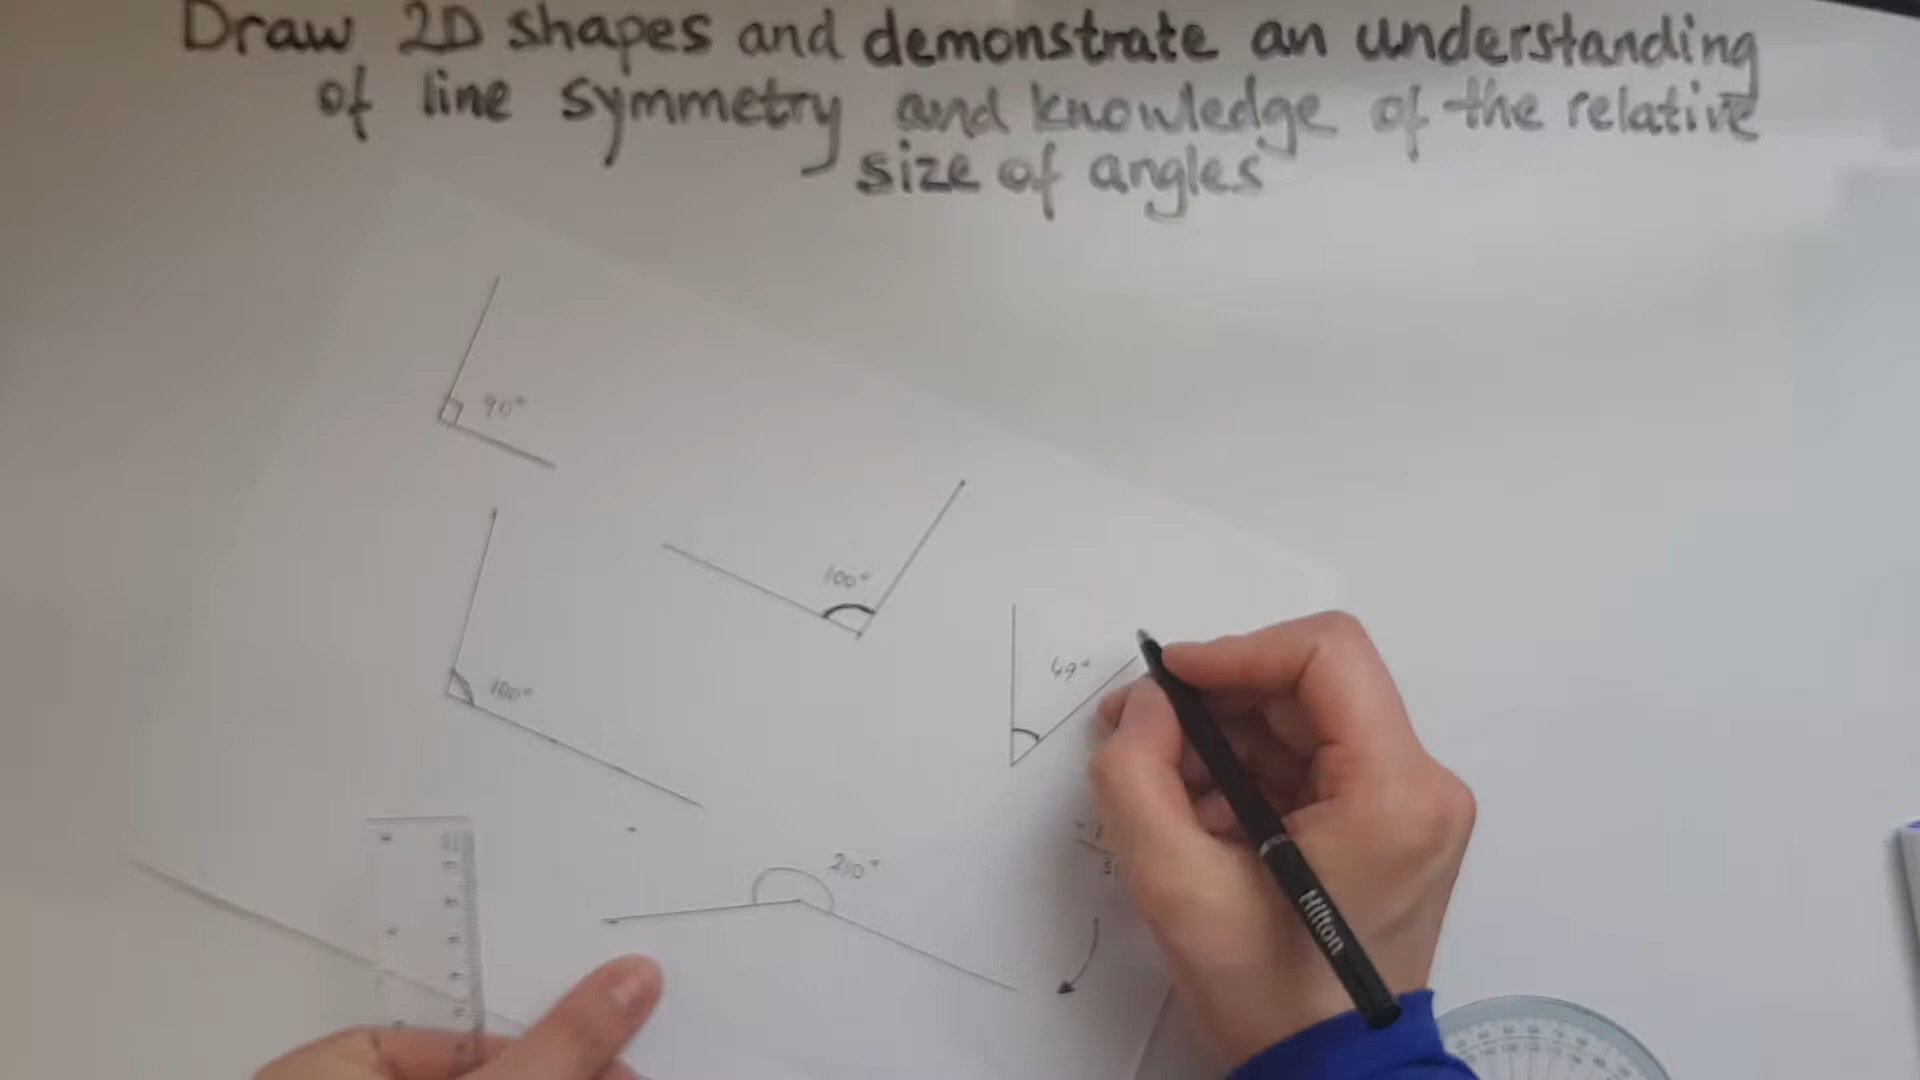 Draw 2D shapes and demonstrate an understanding
of line symmetry and knowledge of the relative
size of angles
90°
100°
100°
49°
210°
Hilton